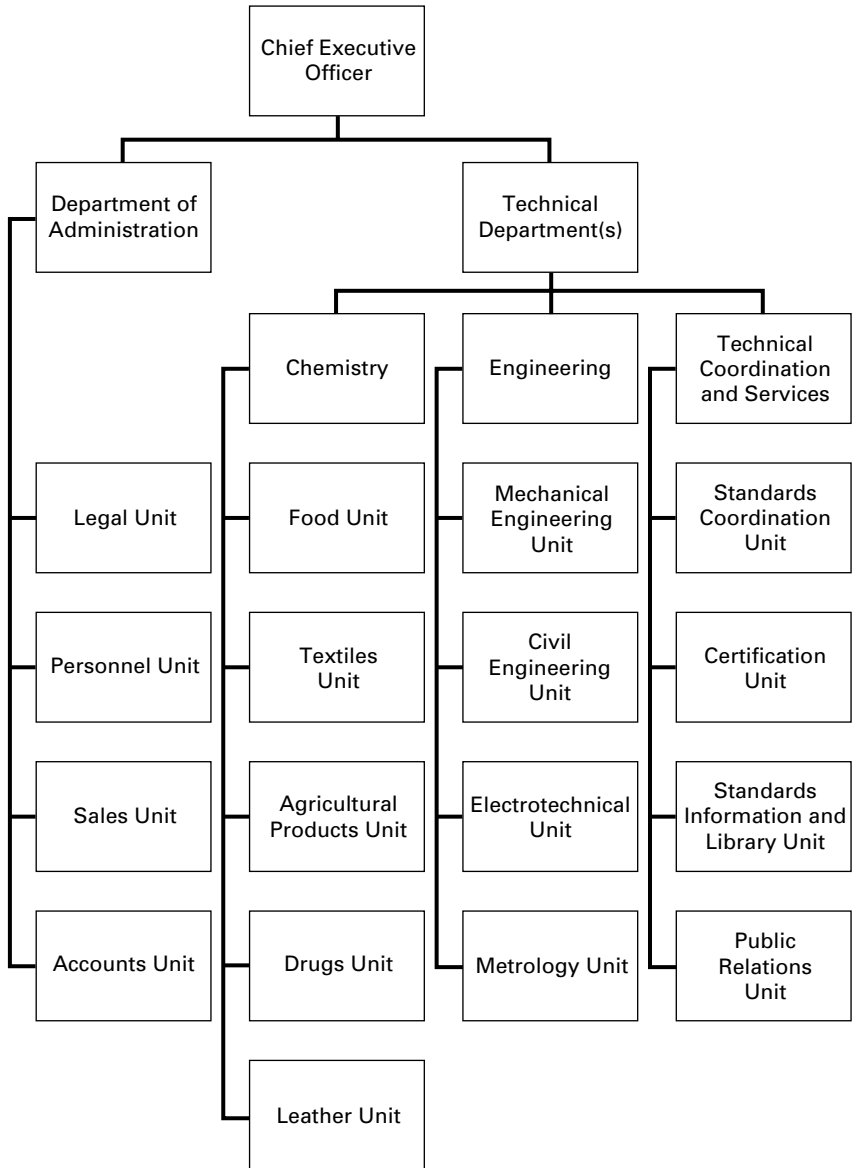 Chief Executive
Officer
Department of
Administration
Technical
Department(s)
Chemistry
Engineering
Technical
Coordination
and Services
Legal Unit
Food Unit
Mechanical
Engineering
Unit
Standards
Coordination
Unit
Personnel Unit
Textiles
Unit
Civil
Engineering
Unit
Certification
Unit
Sales Unit
Agricultural
Products Unit
Electrotechnical
Unit
Standards
Information and
Library Unit
Accounts Unit
Drugs Unit
Metrology Unit
Public
Relations
Unit
Leather Unit